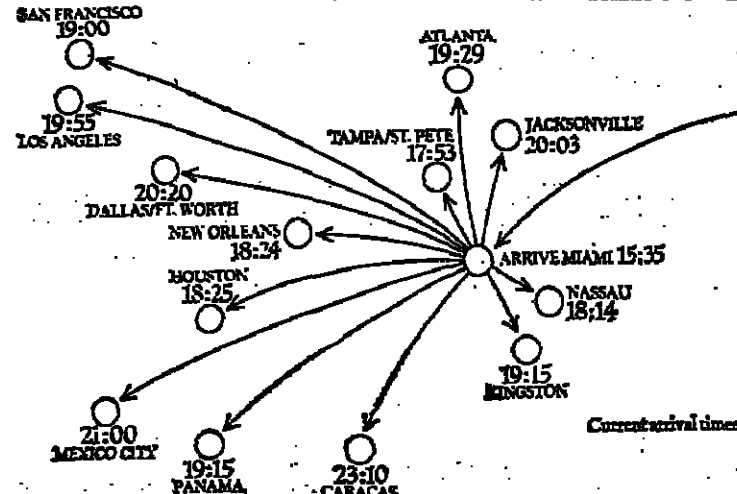 SAN FRANCISCO
19:00
ATLANTA
19:29
19:55
LOS ANGELES
JACKSONVILLE
20:03
TAMPA/ST. PETE
17:53
20:20
DALLAS/FT. WORTH
NEW ORLEANS
18:24
ARRIVE MIAMI 15:35
HOUSTON
18:25
NASSAU
18:14
19:15
KINGSTON
21:00
MEXICO CITY
Current arrival times
19:15
PANAMA
23:10
CARACAS